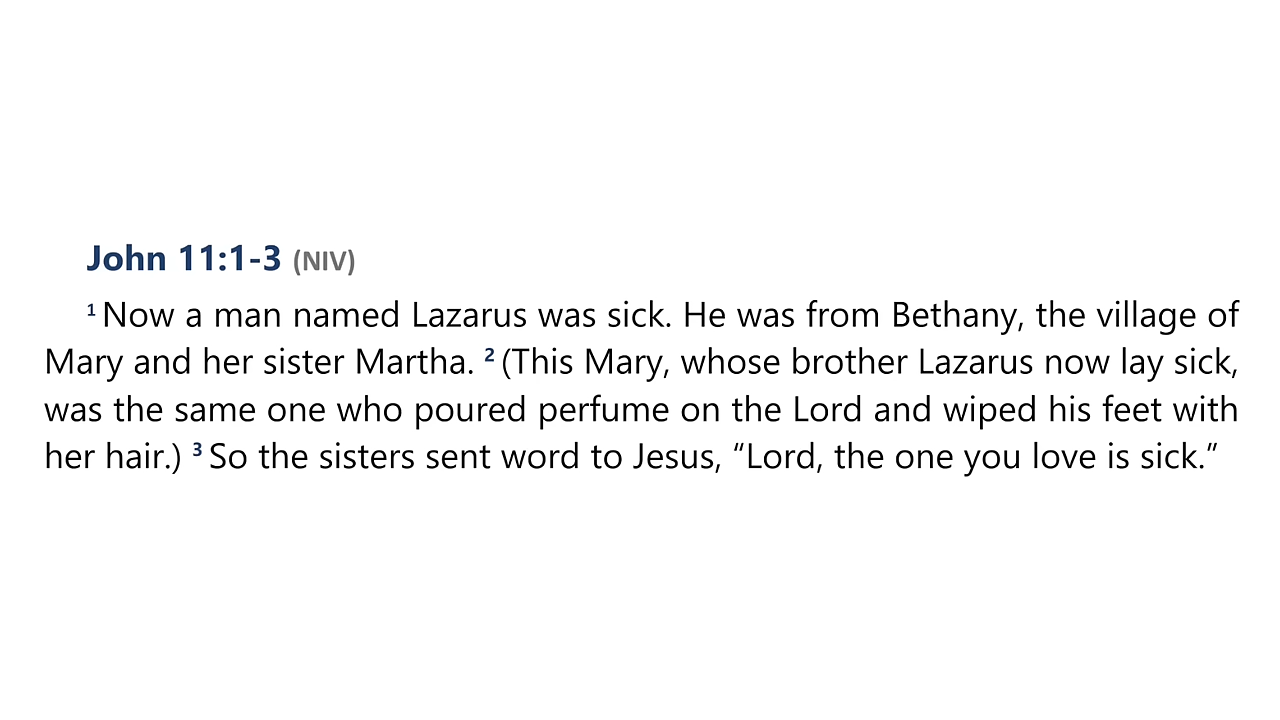 John 11:1-3 (NIV)
1 Now a man named Lazarus was sick. He was from Bethany, the village of
Mary and her sister Martha. 2 (This Mary, whose brother Lazarus now lay sick,
was the same one who poured perfume on the Lord and wiped his feet with
her hair.) 3 So the sisters sent word to Jesus, “Lord, the one you love is sick.”